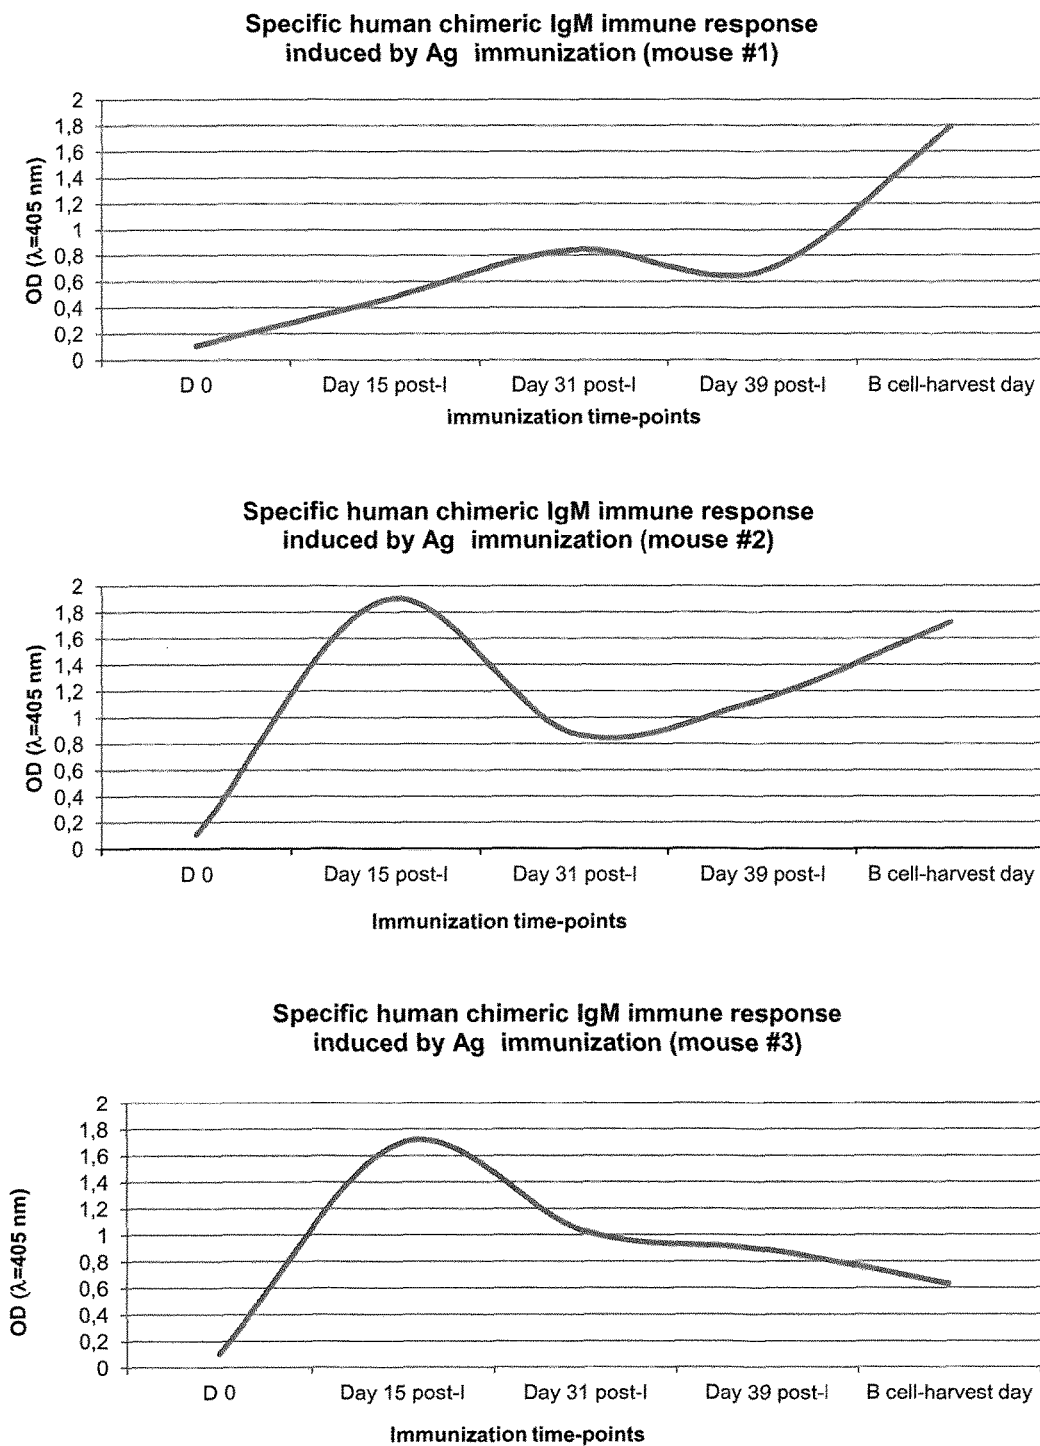 Specific human chimeric IgM immune response
induced by Ag immunization (mouse #1)
2
1,8
1,6
1,4
1,2
1
0,8
0,6
0,4
0,2
0
OD (λ=405 nm)
D 0 Day 15 post-I Day 31 post-I Day 39 post-I B cell-harvest day
immunization time-points
Specific human chimeric IgM immune response
induced by Ag immunization (mouse #2)
2
1,8
1,6
1,4
1,2
1
0,8
0,6
0,4
0,2
0
OD (λ=405 nm)
D 0 Day 15 post-I Day 31 post-I Day 39 post-I B cell-harvest day
Immunization time-points
Specific human chimeric IgM immune response
induced by Ag immunization (mouse #3)
2
1,8
1,6
1,4
1,2
1
0,8
0,6
0,4
0,2
0
OD (λ=405 nm)
D 0 Day 15 post-I Day 31 post-I Day 39 post-I B cell-harvest day
Immunization time-points